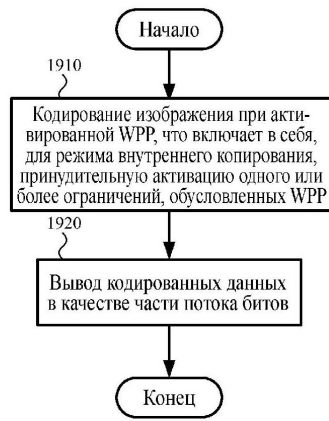 Начало
1910
Кодирование изображения при акти-
вированной WPP, что включает в себя,
для режима внутреннего копирования,
принудительную активацию одного или
более ограничений, обусловленных WPP
1920
Вывод кодированных данных
в качестве части потока битов
Конец